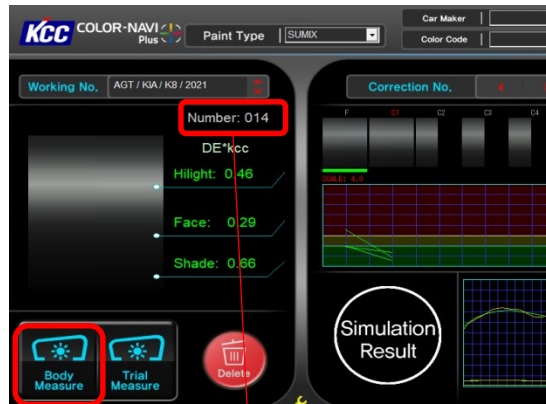 KCC COLOR-NAVI Plus
Paint Type SUMIX
Car Maker
Color Code
Working No. AGT / KIA / K8 / 2021
Number: 014
DE*kcc
Hilight: 0.46
Face: 0.29
Shade: 0.66
Body Measure
Trial Measure
Delete
Correction No.
F C1 C2 C3 C4
SCALE: 4.0
Simulation Result